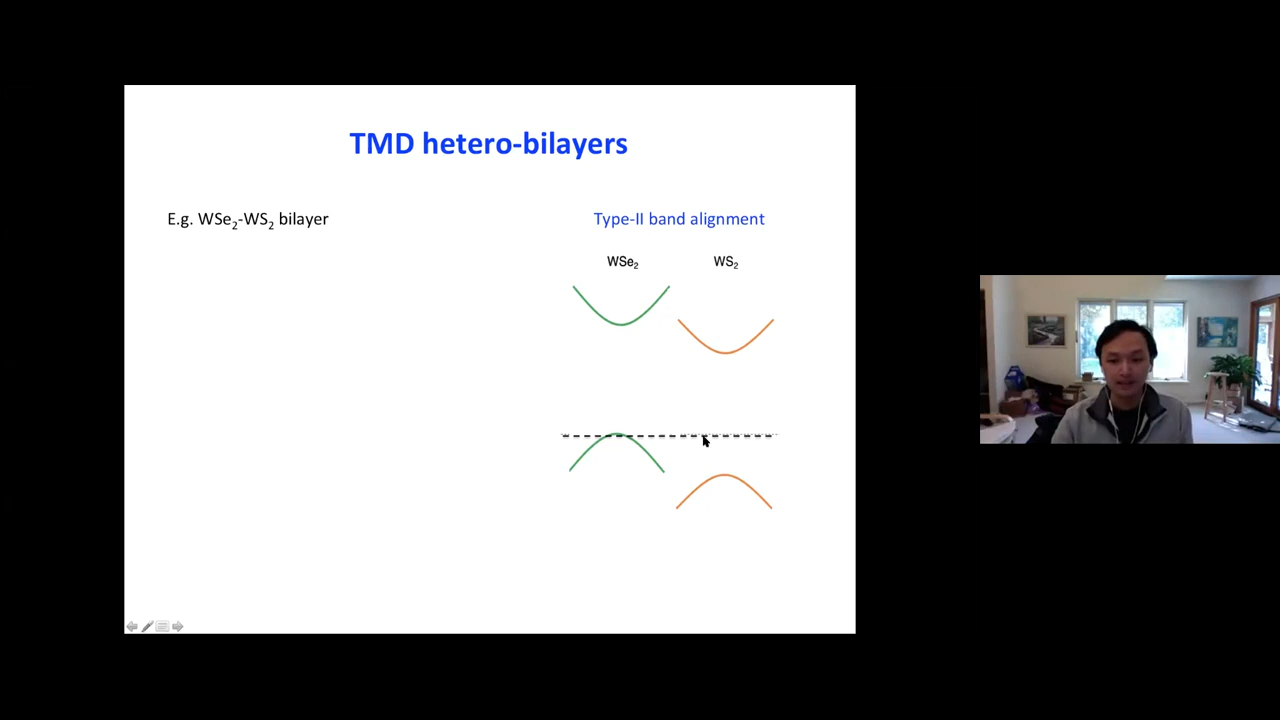 TMD hetero-bilayers
E.g. WSe₂-WS₂ bilayer
Type-II band alignment
WSe₂
WS₂